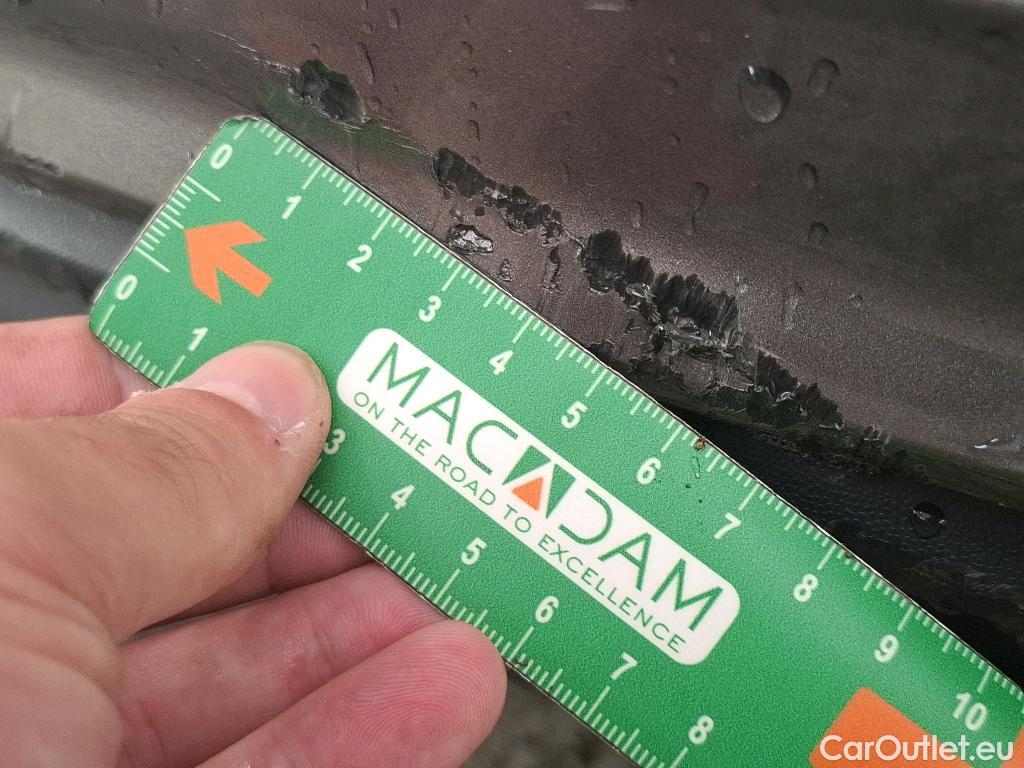 0 1 2 3 4 5 6 7 8 9 10
MACADAM
ON THE ROAD TO EXCELLENCE
0 1 3 4 5 6 7 8
CarOutlet.eu